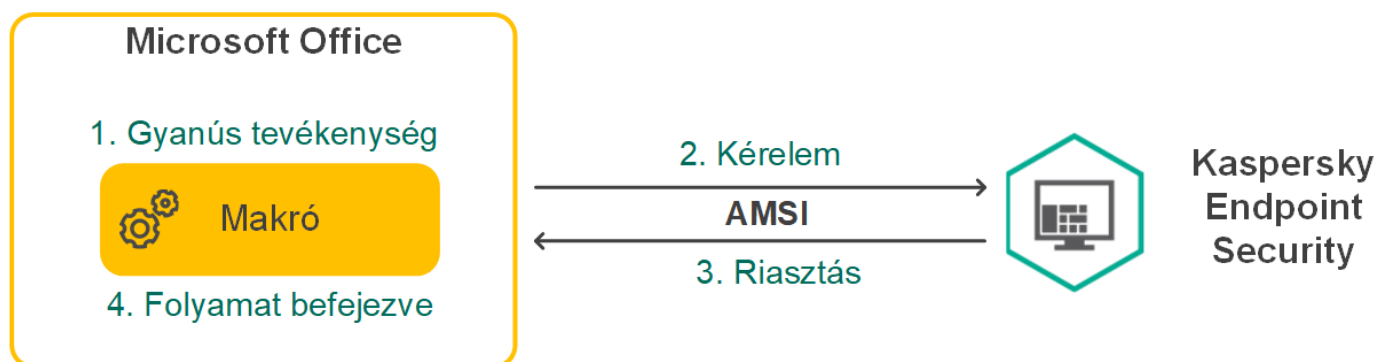 Microsoft Office
1. Gyanús tevékenység
Makró
4. Folyamat befejezve
2. Kérelem
AMSI
3. Riasztás
Kaspersky
Endpoint
Security